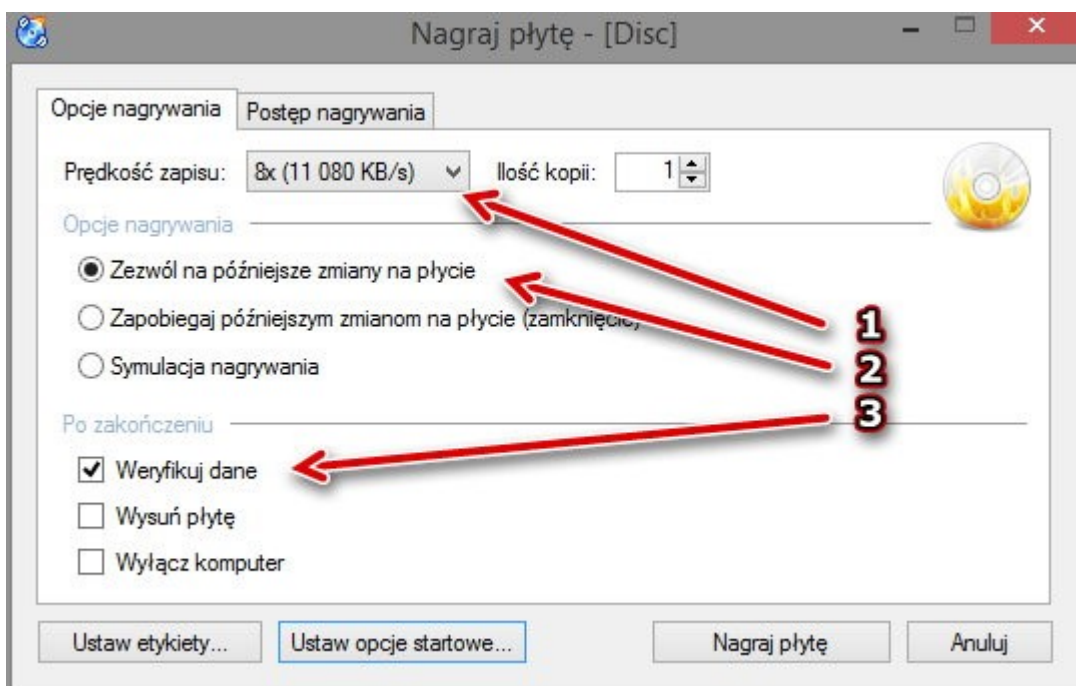 Nagraj płytę - [Disc]
Opcje nagrywania Postęp nagrywania
Prędkość zapisu: 8x (11 080 KB/s) Ilość kopii: 1
Opcje nagrywania
Zezwól na późniejsze zmiany na płycie
Zapobiegaj późniejszym zmianom na płycie (zamknięcie)
1
Symulacja nagrywania
2
3
Po zakończeniu
Weryfikuj dane
Wysuń płytę
Wyłącz komputer
Ustaw etykiety... Ustaw opcje startowe... Nagraj płytę Anuluj